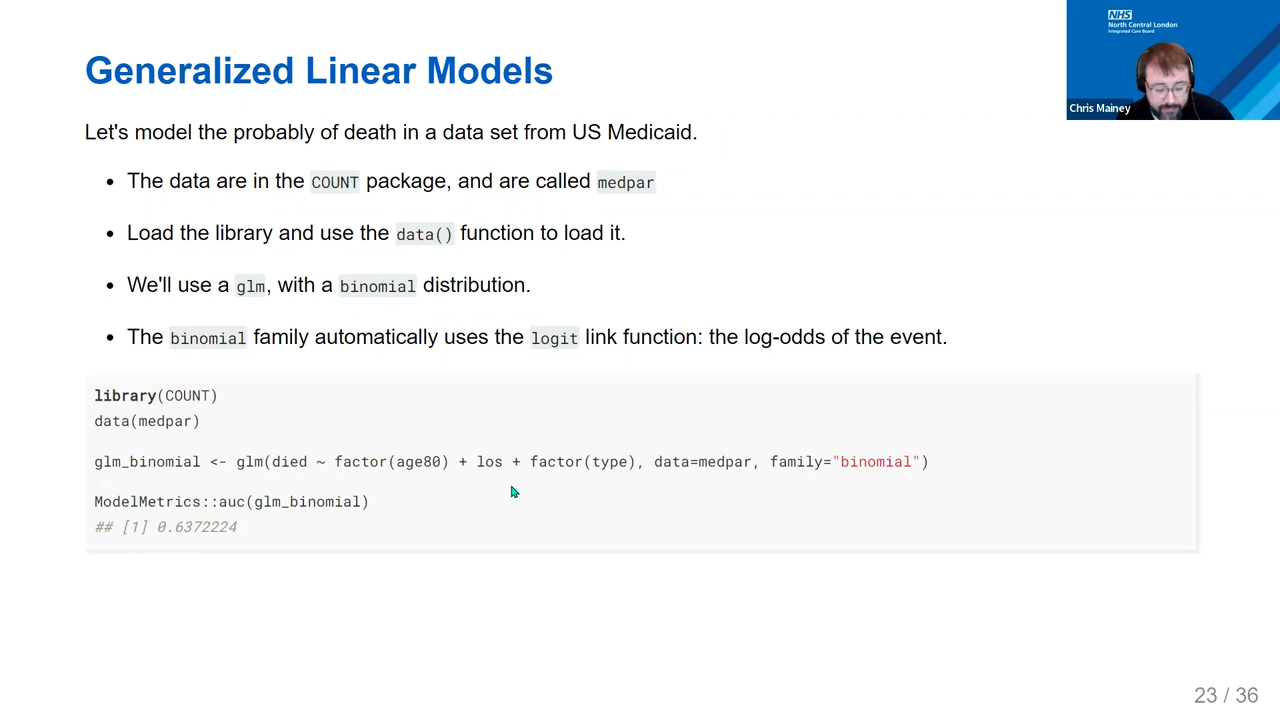 NHS
North Central London
Integrated Care Board
Chris Mainey
Generalized Linear Models
Let's model the probably of death in a data set from US Medicaid.
• The data are in the COUNT package, and are called medpar
• Load the library and use the data() function to load it.
• We'll use a glm, with a binomial distribution.
• The binomial family automatically uses the logit link function: the log-odds of the event.
library(COUNT)
data(medpar)
glm_binomial <- glm(died ~ factor(age80) + los + factor(type), data=medpar, family="binomial")
ModelMetrics::auc(glm_binomial)
## [1] 0.6372224
23 / 36